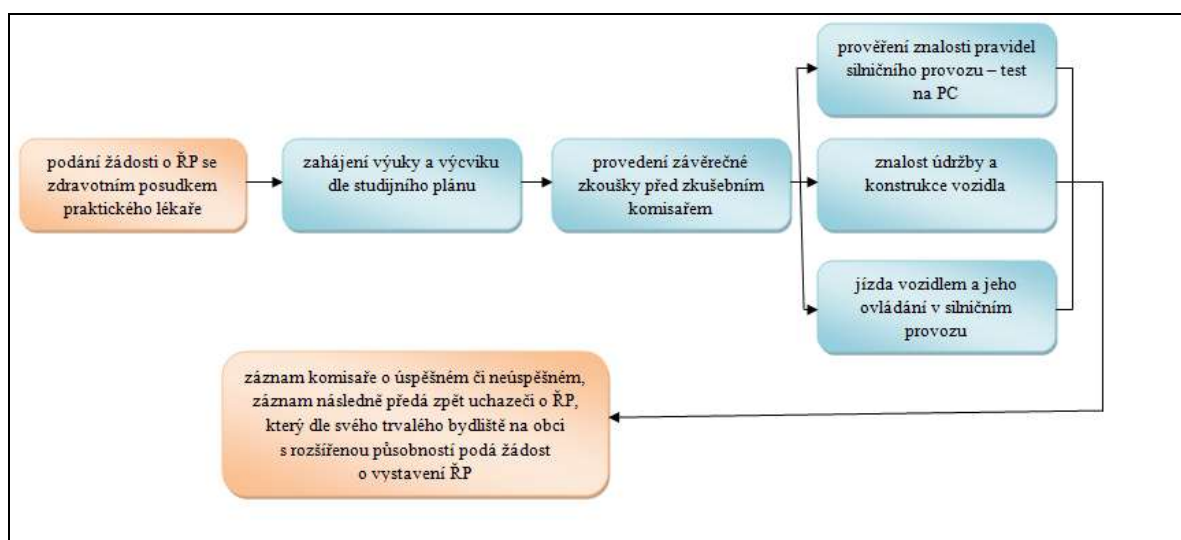 podání žádosti o ŘP se
zdravotním posudkem
praktického lékaře
zahájení výuky a výcviku
dle studijního plánu
provedení závěrečné
zkoušky před zkušebním
komisařem
prověření znalosti pravidel
silničního provozu – test
na PC
znalost údržby a
konstrukce vozidla
jízda vozidlem a jeho
ovládání v silničním
provozu
záznam komisaře o úspěšném či neúspěšném,
záznam následně předá zpět uchazeči o ŘP,
který dle svého trvalého bydliště na obci
s rozšířenou působností podá žádost
o vystavení ŘP